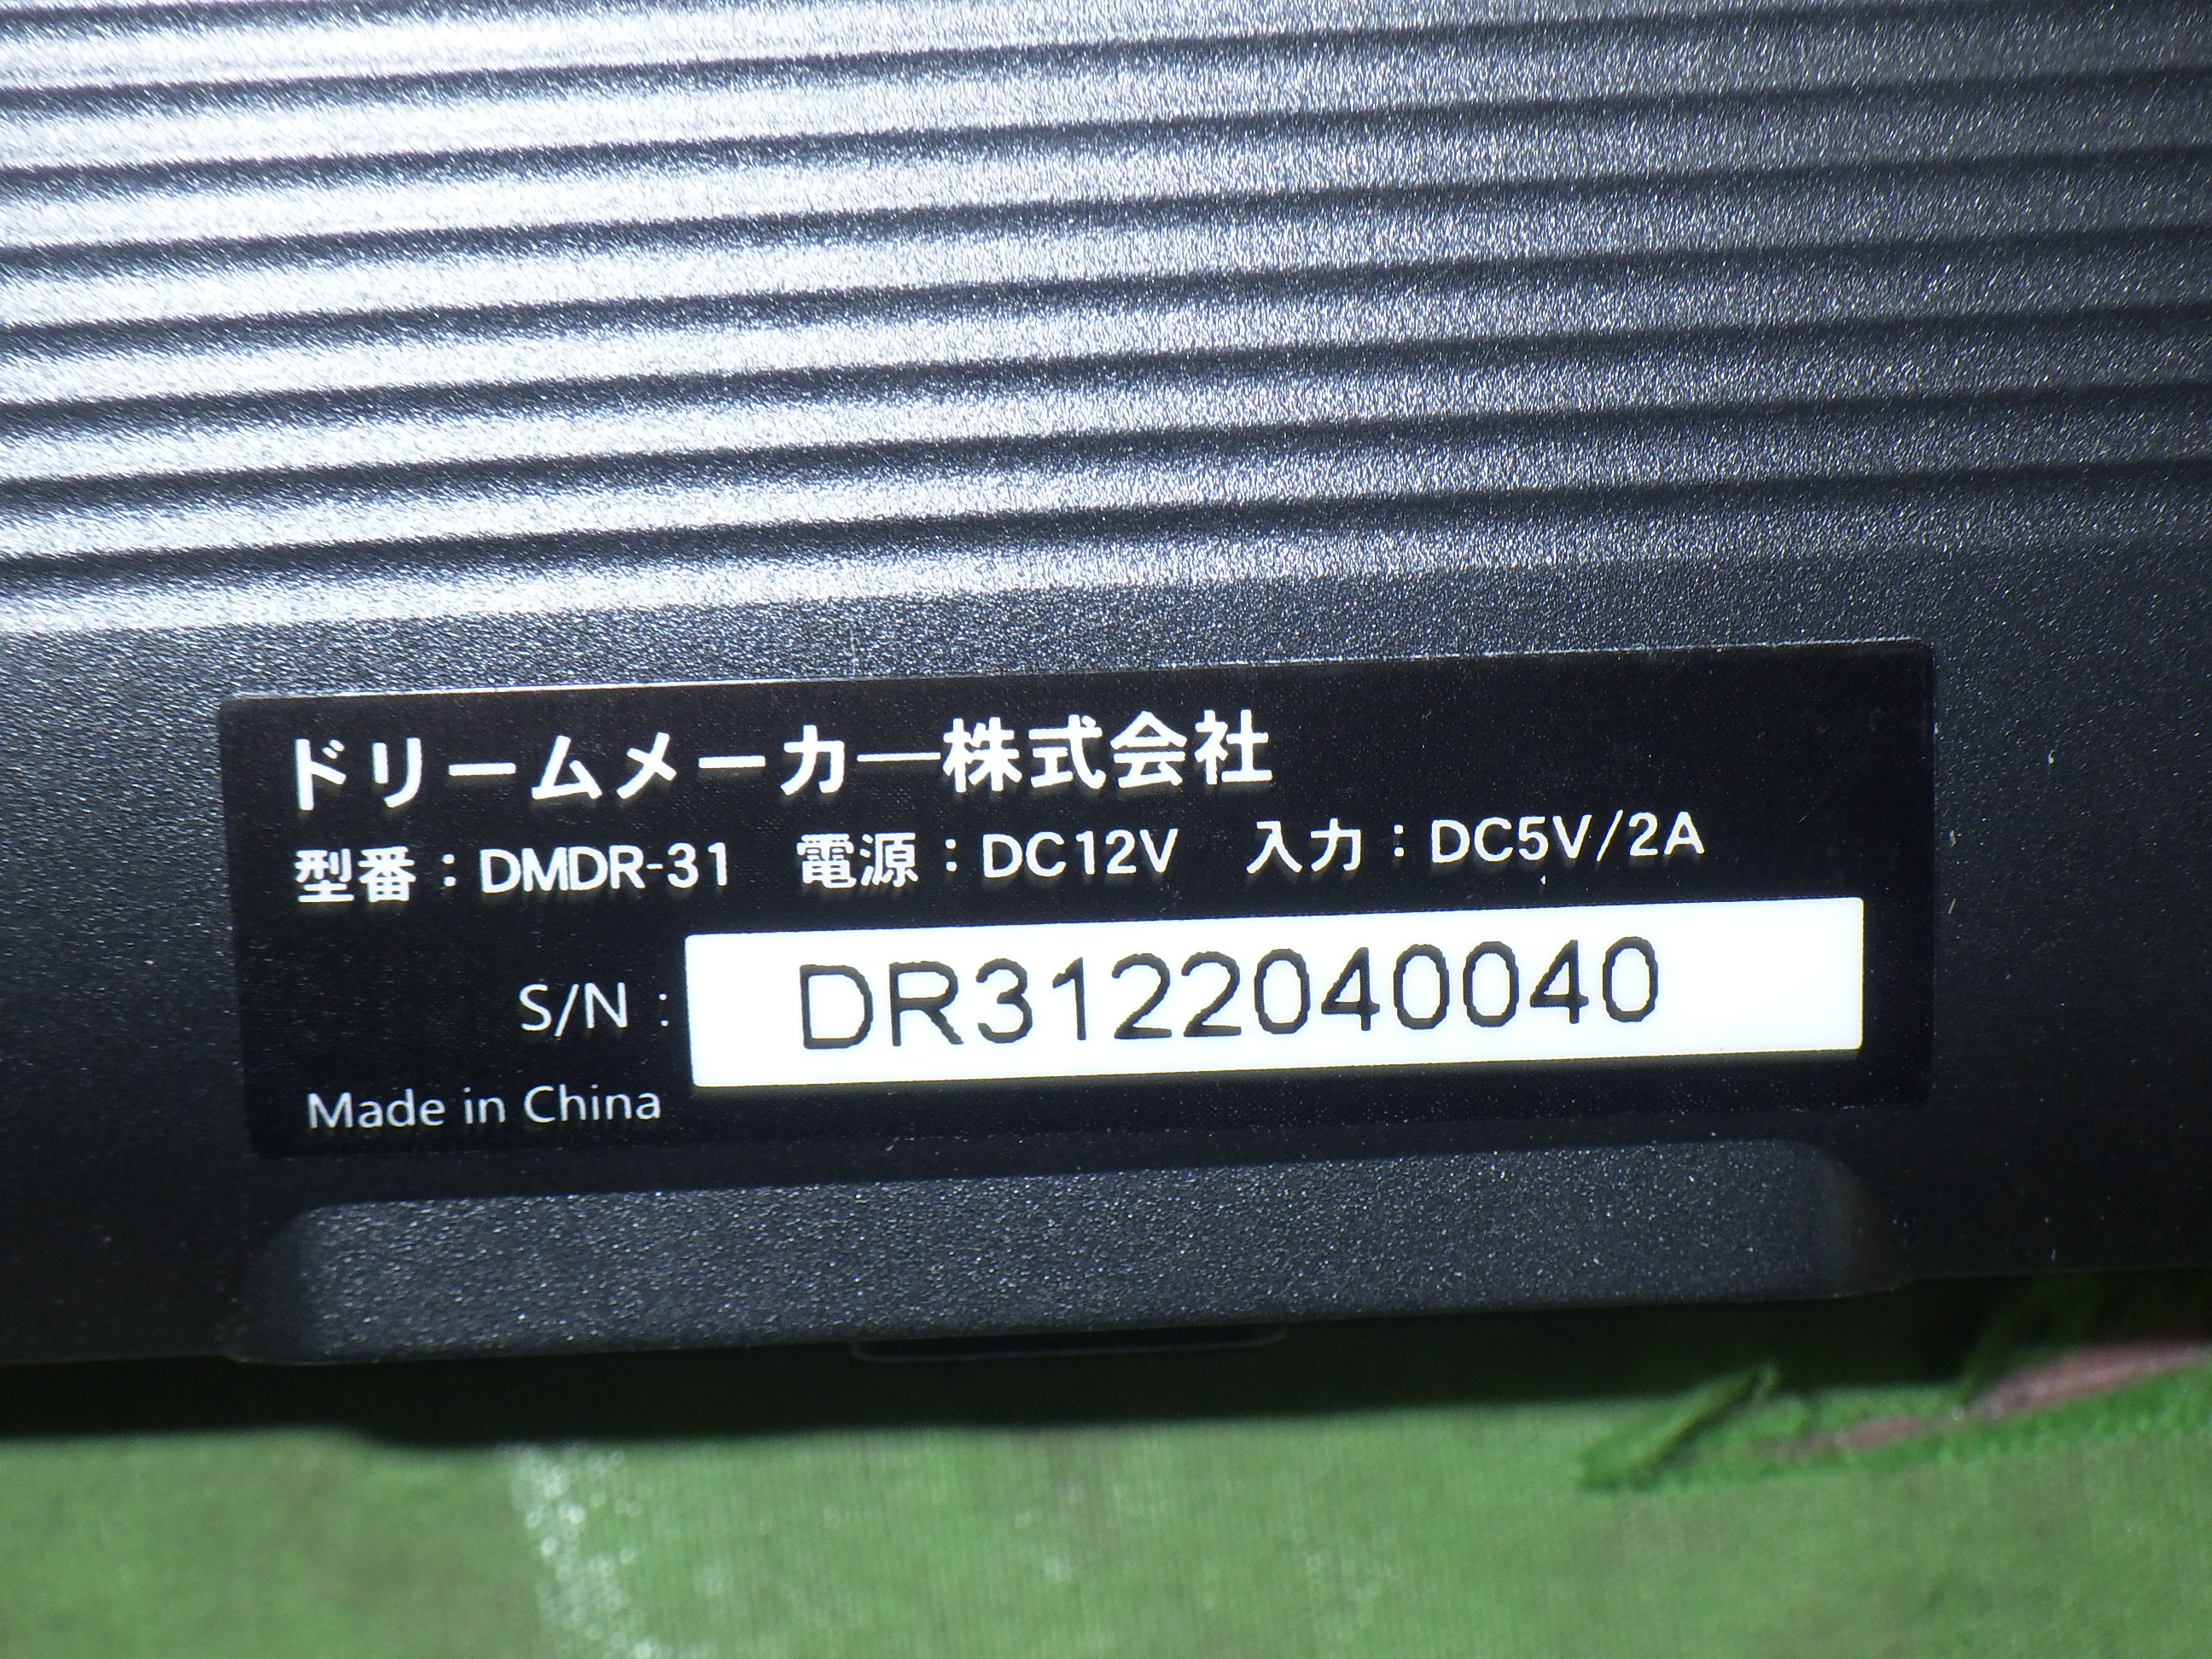 ドリームメーカー株式会社
型番：DMDR-31 電源：DC12V 入力：DC5V/2A
S/N： DR3122040040
Made in China